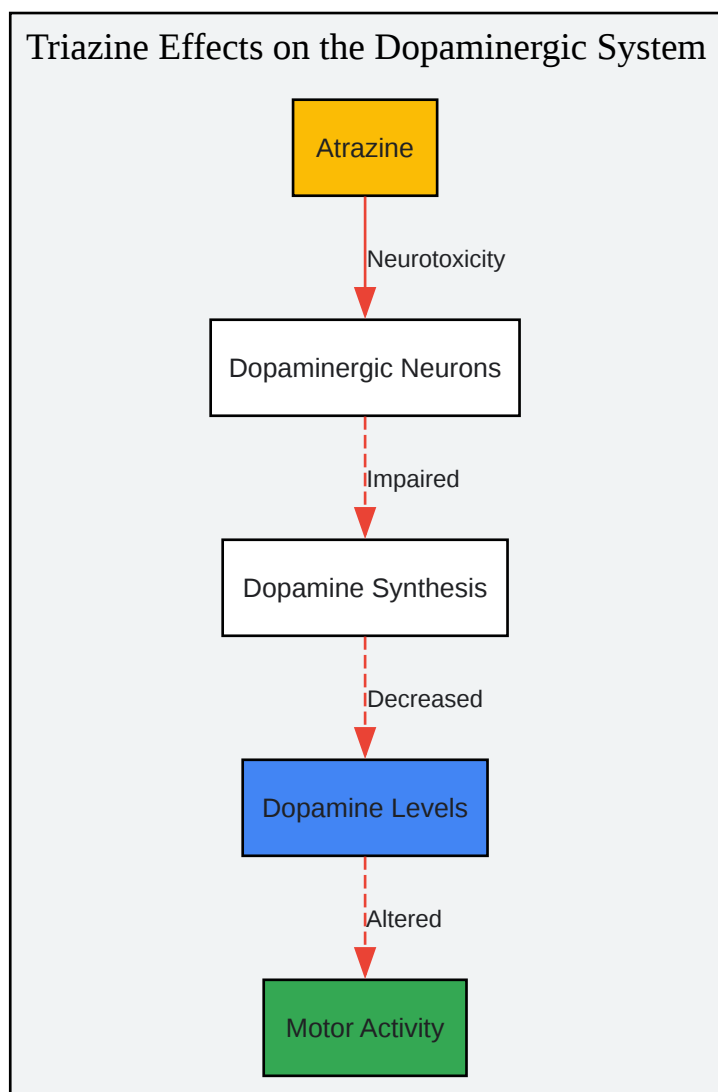 Triazine Effects on the Dopaminergic System
Atrazine
Neurotoxicity
Dopaminergic Neurons
Impaired
Dopamine Synthesis
Decreased
Dopamine Levels
Altered
Motor Activity